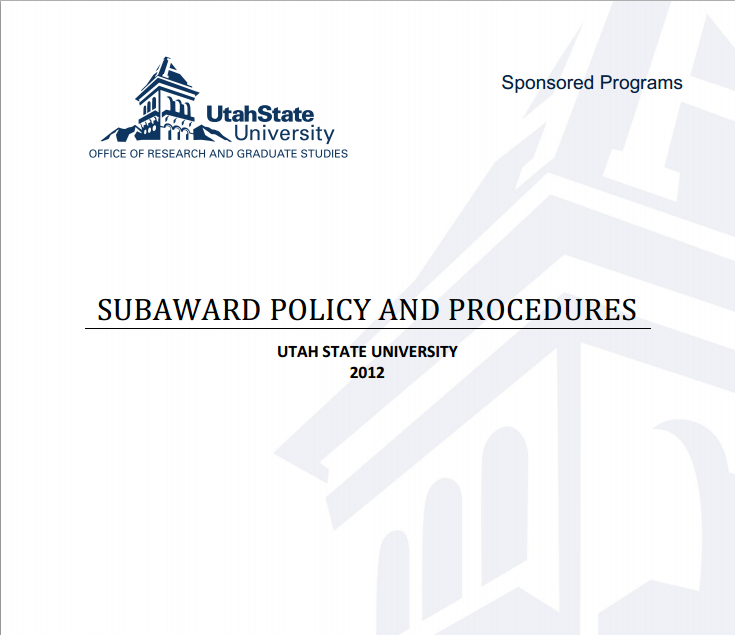 Sponsored Programs
UtahState
University
OFFICE OF RESEARCH AND GRADUATE STUDIES
SUBAWARD POLICY AND PROCEDURES
UTAH STATE UNIVERSITY
2012